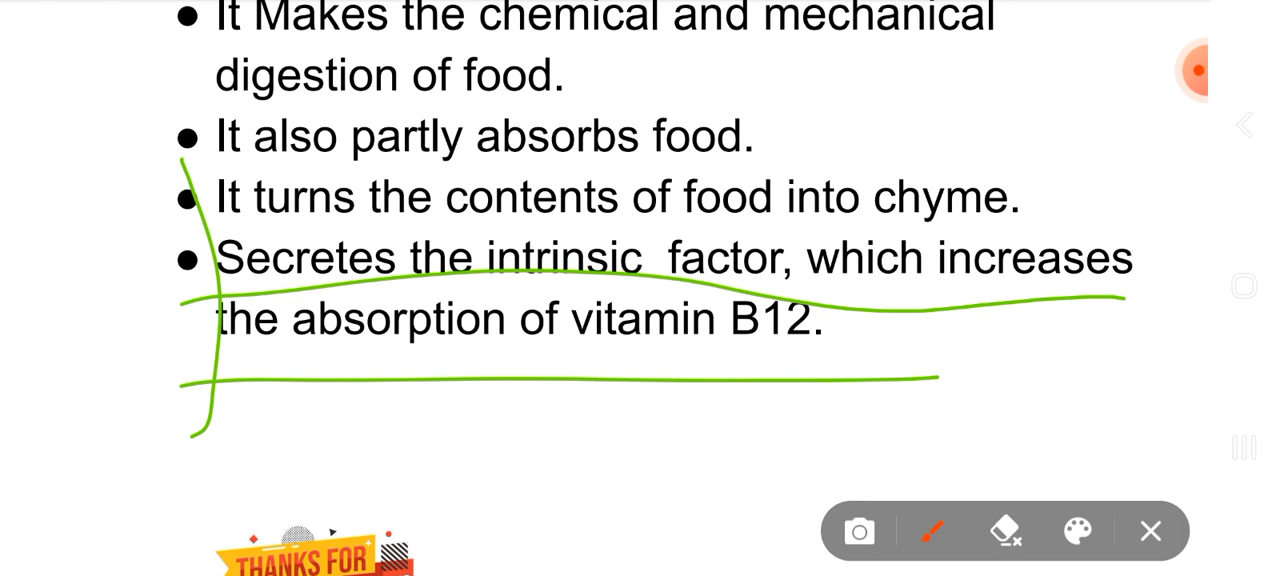 ● It Makes the chemical and mechanical
digestion of food.
● It also partly absorbs food.
● It turns the contents of food into chyme.
● Secretes the intrinsic factor, which increases
the absorption of vitamin B12.
THANKS FOR